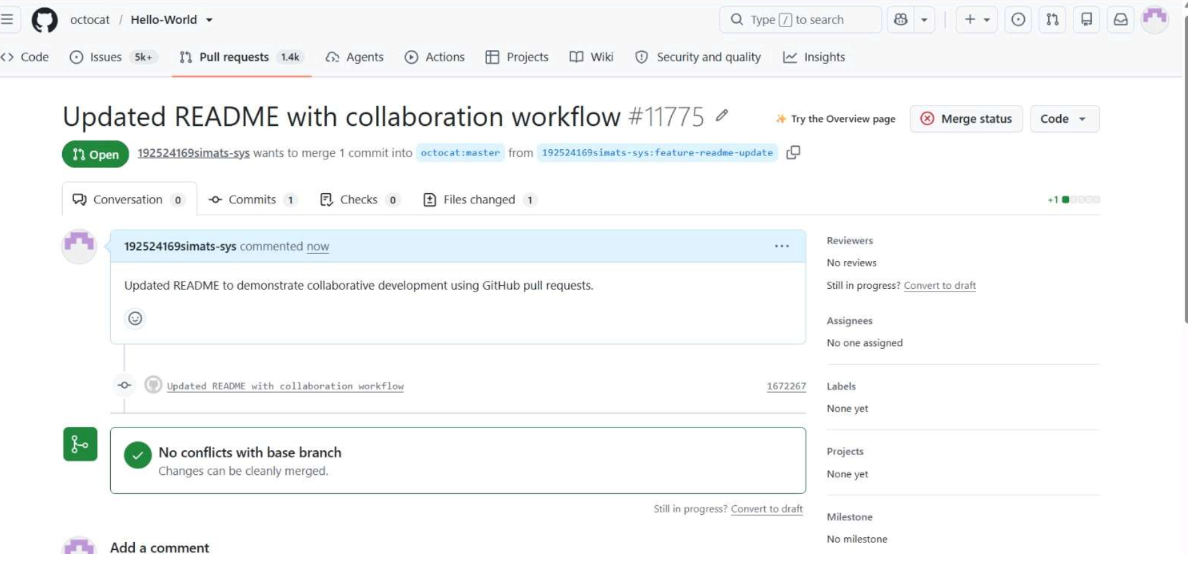 octocat / Hello-World
Type / to search
Code Issues 5k+ Pull requests 1.4k Agents Actions Projects Wiki Security and quality Insights
Updated README with collaboration workflow #11775
Try the Overview page Merge status Code
Open 192524169simats-sys wants to merge 1 commit into octocat:master from 192524169simats-sys:feature-readme-update
Conversation 0 Commits 1 Checks 0 Files changed 1
+1
192524169simats-sys commented now
Updated README to demonstrate collaborative development using GitHub pull requests.
Updated README with collaboration workflow 1672267
No conflicts with base branch
Changes can be cleanly merged.
Still in progress? Convert to draft
Add a comment
Reviewers
No reviews
Still in progress? Convert to draft
Assignees
No one assigned
Labels
None yet
Projects
None yet
Milestone
No milestone